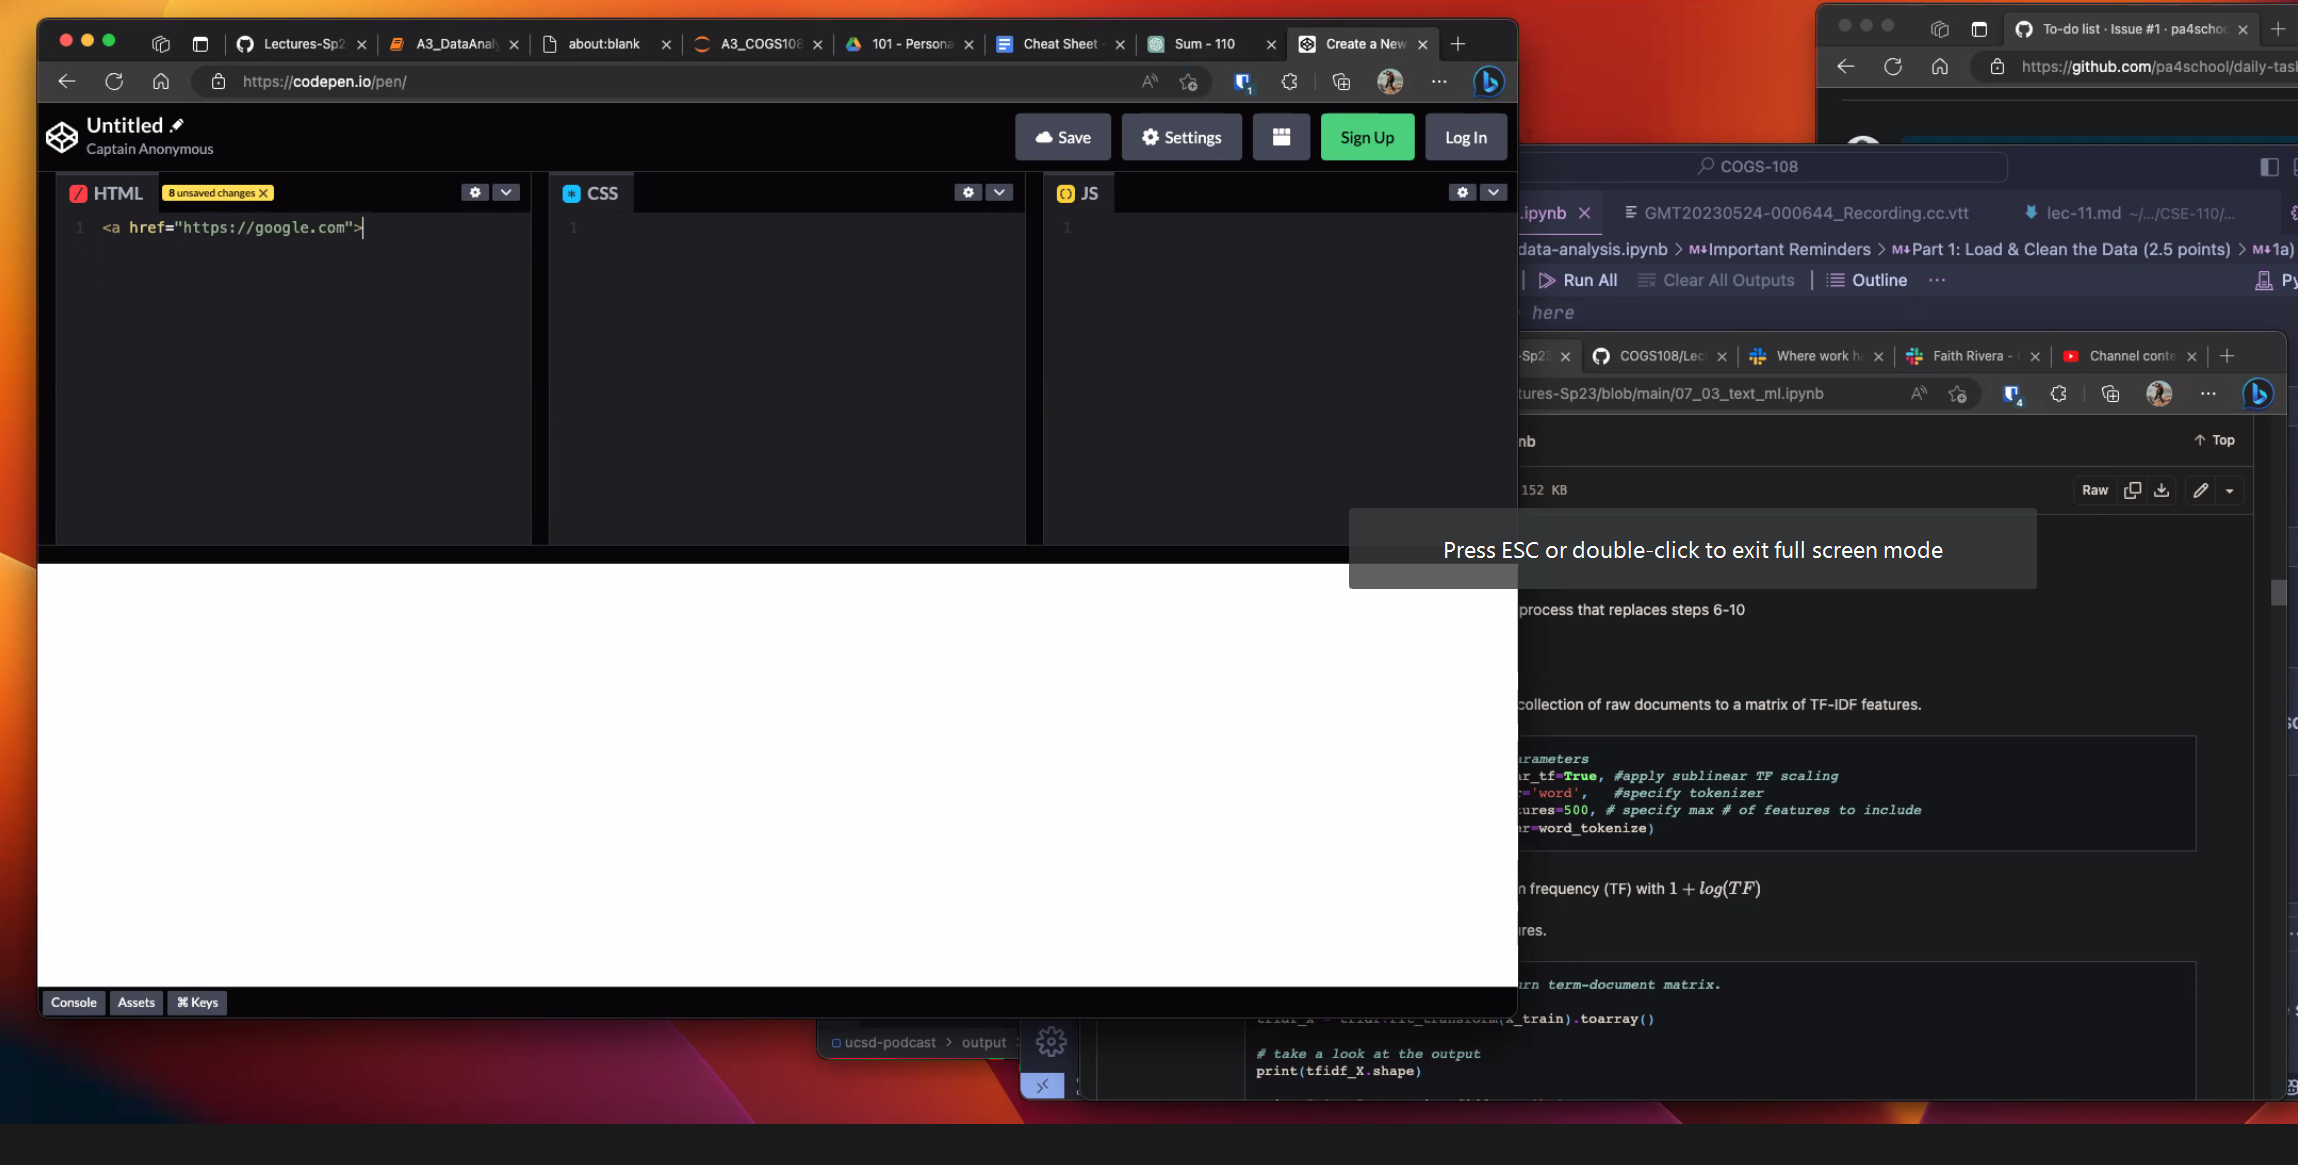 Lectures-Sp2
A3_DataAnal
about:blank
A3_COGS108
101 - Persona
Cheat Sheet -
Sum - 110
Create a New
https://codepen.io/pen/
1
Untitled
Captain Anonymous
Save
Settings
Sign Up
Log In
HTML
8 unsaved changes
CSS
JS
1 <a href="https://google.com">
1
1
Console
Assets
⌘ Keys
To-do list · Issue #1 · pa4schoo
https://github.com/pa4school/daily-task
COGS-108
.ipynb
GMT20230524-000644_Recording.cc.vtt
lec-11.md ~/.../CSE-110/...
data-analysis.ipynb > M↓Important Reminders > M↓Part 1: Load & Clean the Data (2.5 points) > M↓1a)
Run All
Clear All Outputs
Outline
Py
here
-Sp23
COGS108/Lec
Where work h
Faith Rivera -
Channel conte
tures-Sp23/blob/main/07_03_text_ml.ipynb
4
nb
Top
152 KB
Raw
Press ESC or double-click to exit full screen mode
process that replaces steps 6-10
collection of raw documents to a matrix of TF-IDF features.
arameters
ar_tf=True, #apply sublinear TF scaling
r='word', #specify tokenizer
tures=500, # specify max # of features to include
er=word_tokenize)
n frequency (TF) with 1 + log(TF)
ures.
urn term-document matrix.
_train).toarray()
# take a look at the output
print(tfidf_X.shape)
ucsd-podcast > output